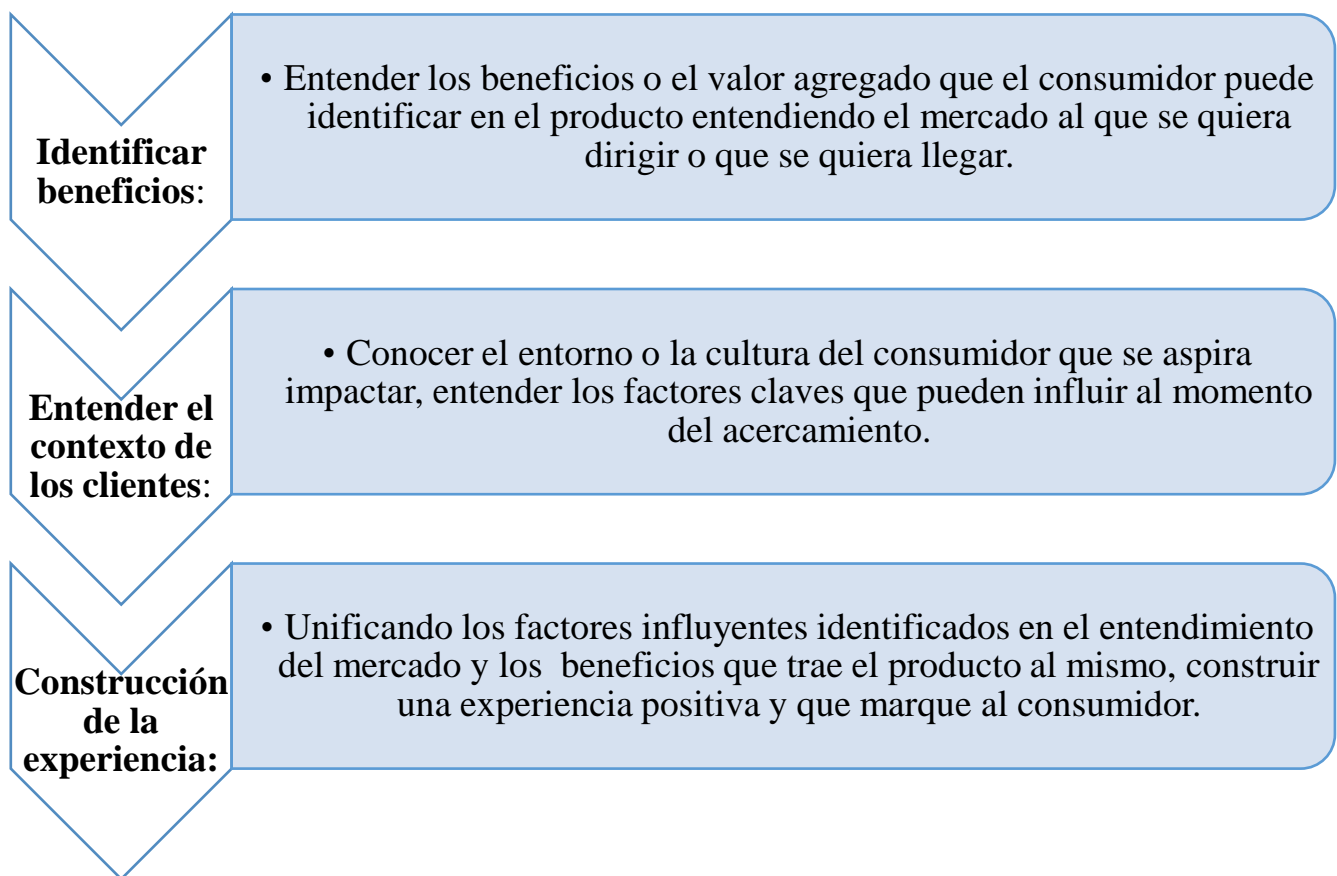 Identificar
beneficios:
• Entender los beneficios o el valor agregado que el consumidor puede
identificar en el producto entendiendo el mercado al que se quiera
dirigir o que se quiera llegar.
Entender el
contexto de
los clientes:
• Conocer el entorno o la cultura del consumidor que se aspira
impactar, entender los factores claves que pueden influir al momento
del acercamiento.
Construcción
de la
experiencia:
• Unificando los factores influyentes identificados en el entendimiento
del mercado y los  beneficios que trae el producto al mismo, construir
una experiencia positiva y que marque al consumidor.